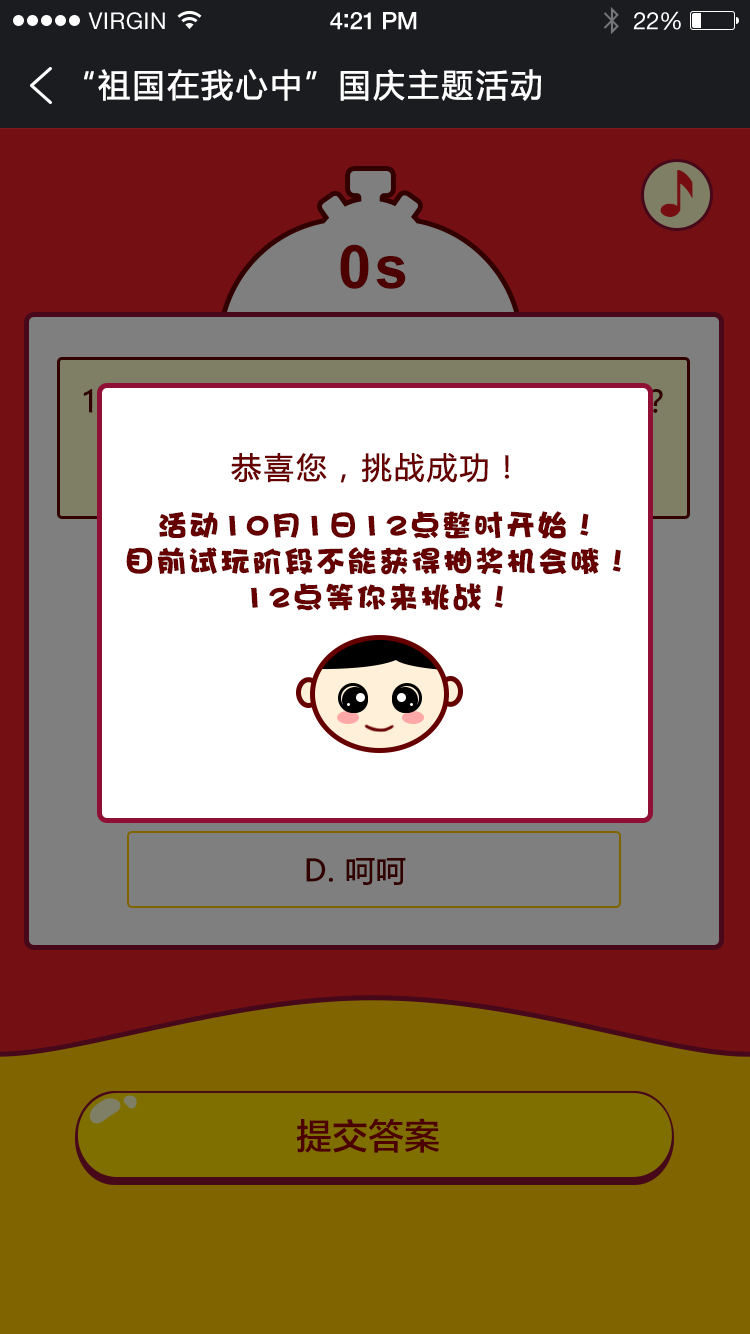 VIRGIN 4:21 PM 22%
“祖国在我心中”国庆主题活动
0s
1 ?
恭喜您，挑战成功！
活动10月1日12点整时开始！
目前试玩阶段不能获得抽奖机会哦！
12点等你来挑战！
D. 呵呵
提交答案